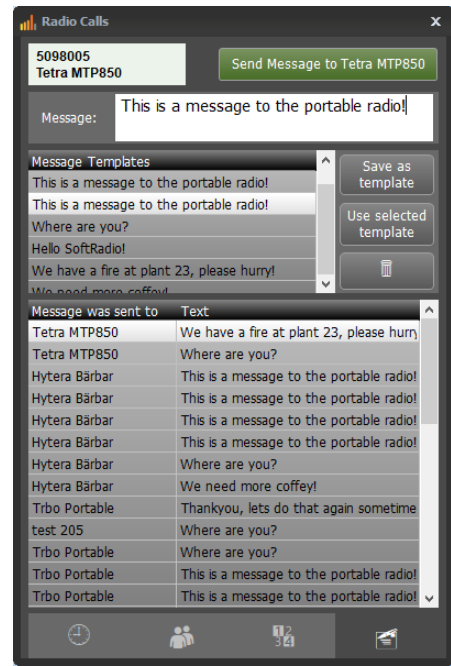 Radio Calls x
5098005
Tetra MTP850
Send Message to Tetra MTP850
Message:
This is a message to the portable radio!
Message Templates
This is a message to the portable radio!
This is a message to the portable radio!
Where are you?
Hello SoftRadio!
We have a fire at plant 23, please hurry!
We need more coffey!
Save as
template
Use selected
template
Message was sent to Text
Tetra MTP850 We have a fire at plant 23, please hurry
Tetra MTP850 Where are you?
Hytera Bärbar This is a message to the portable radio!
Hytera Bärbar This is a message to the portable radio!
Hytera Bärbar This is a message to the portable radio!
Hytera Bärbar This is a message to the portable radio!
Hytera Bärbar Where are you?
Hytera Bärbar We need more coffey!
Trbo Portable Thankyou, lets do that again sometime
test 205 Where are you?
Trbo Portable Where are you?
Trbo Portable This is a message to the portable radio!
Trbo Portable This is a message to the portable radio!
1 2
3 4